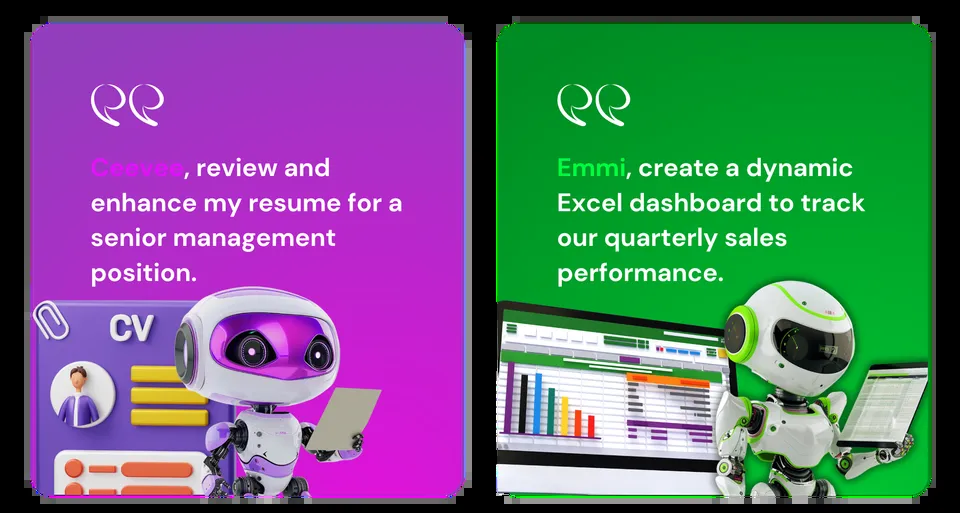 Ceevee, review and
enhance my resume for a
senior management
position.
CV
Emmi, create a dynamic
Excel dashboard to track
our quarterly sales
performance.